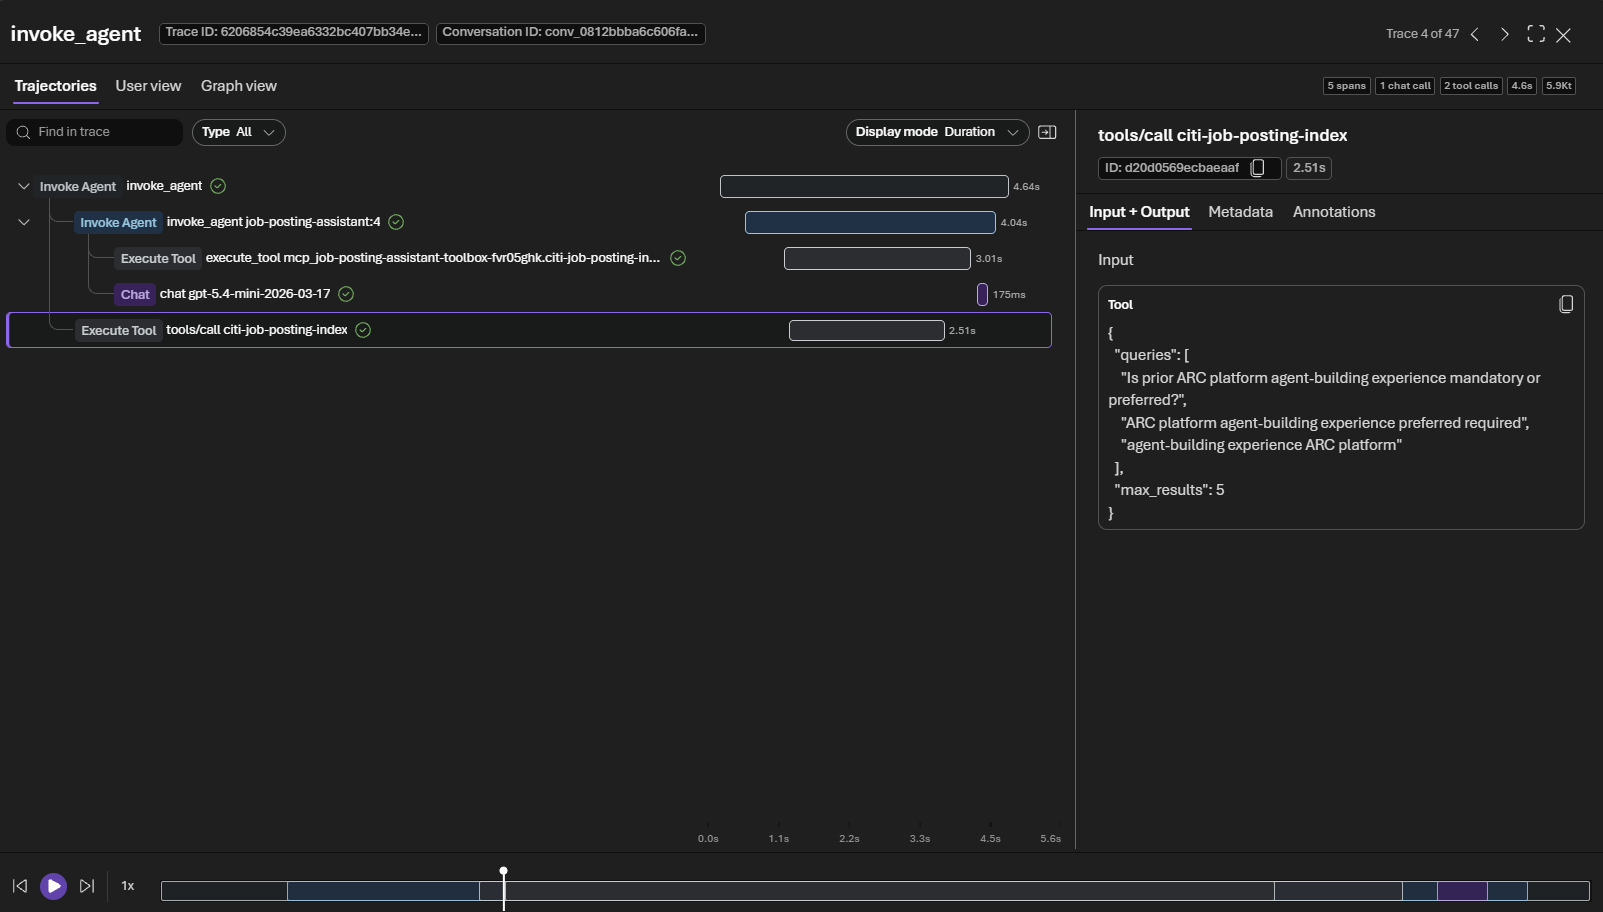 invoke_agent
Trace ID: 6206854c39ea6332bc407bb34e...
Conversation ID: conv_0812bbba6c606fa...
Trace 4 of 47
Trajectories
User view
Graph view
5 spans
1 chat call
2 tool calls
4.6s
5.9Kt
Find in trace
Type All
Display mode Duration
Invoke Agent invoke_agent
4.64s
Invoke Agent invoke_agent job-posting-assistant:4
4.04s
Execute Tool execute_tool mcp_job-posting-assistant-toolbox-fvr05ghk.citi-job-posting-in...
3.01s
Chat chat gpt-5.4-mini-2026-03-17
175ms
Execute Tool tools/call citi-job-posting-index
2.51s
0.0s
1.1s
2.2s
3.3s
4.5s
5.6s
tools/call citi-job-posting-index
ID: d20d0569ecbaeaaf
2.51s
Input + Output
Metadata
Annotations
Input
Tool
{
"queries": [
"Is prior ARC platform agent-building experience mandatory or
preferred?",
"ARC platform agent-building experience preferred required",
"agent-building experience ARC platform"
],
"max_results": 5
}
1x